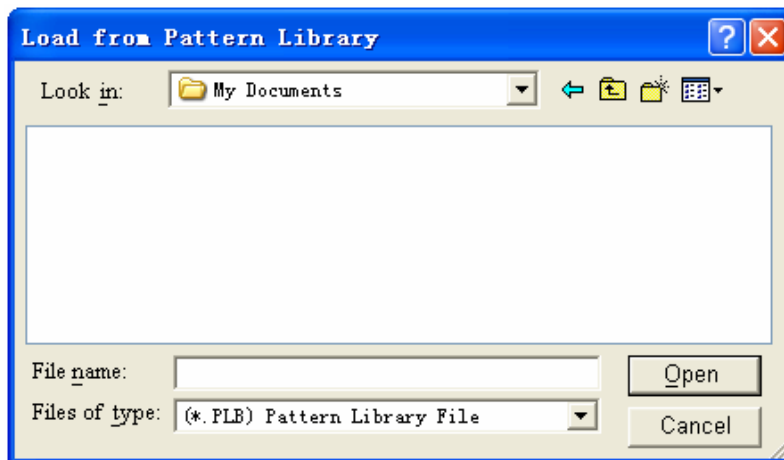 Load from Pattern Library
Look in: My Documents
File name:
Open
Files of type: (*.PLB) Pattern Library File
Cancel